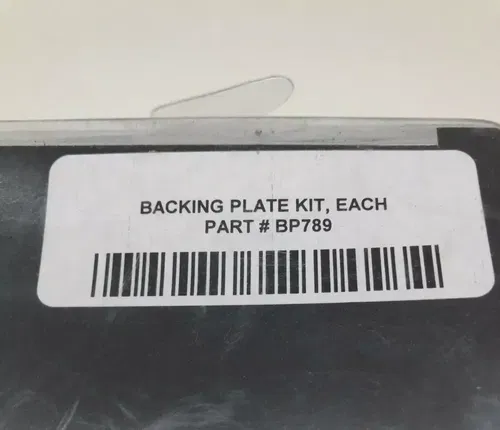 BACKING PLATE KIT, EACH
PART # BP789